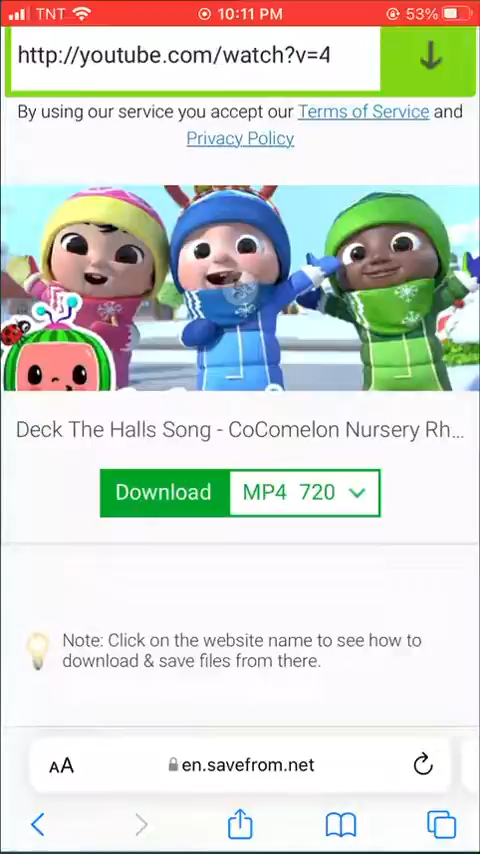 TNT 10:11 PM 53%
http://youtube.com/watch?v=4
By using our service you accept our Terms of Service and
Privacy Policy
Deck The Halls Song - CoComelon Nursery Rh...
Download MP4 720
Note: Click on the website name to see how to
download & save files from there.
AA en.savefrom.net